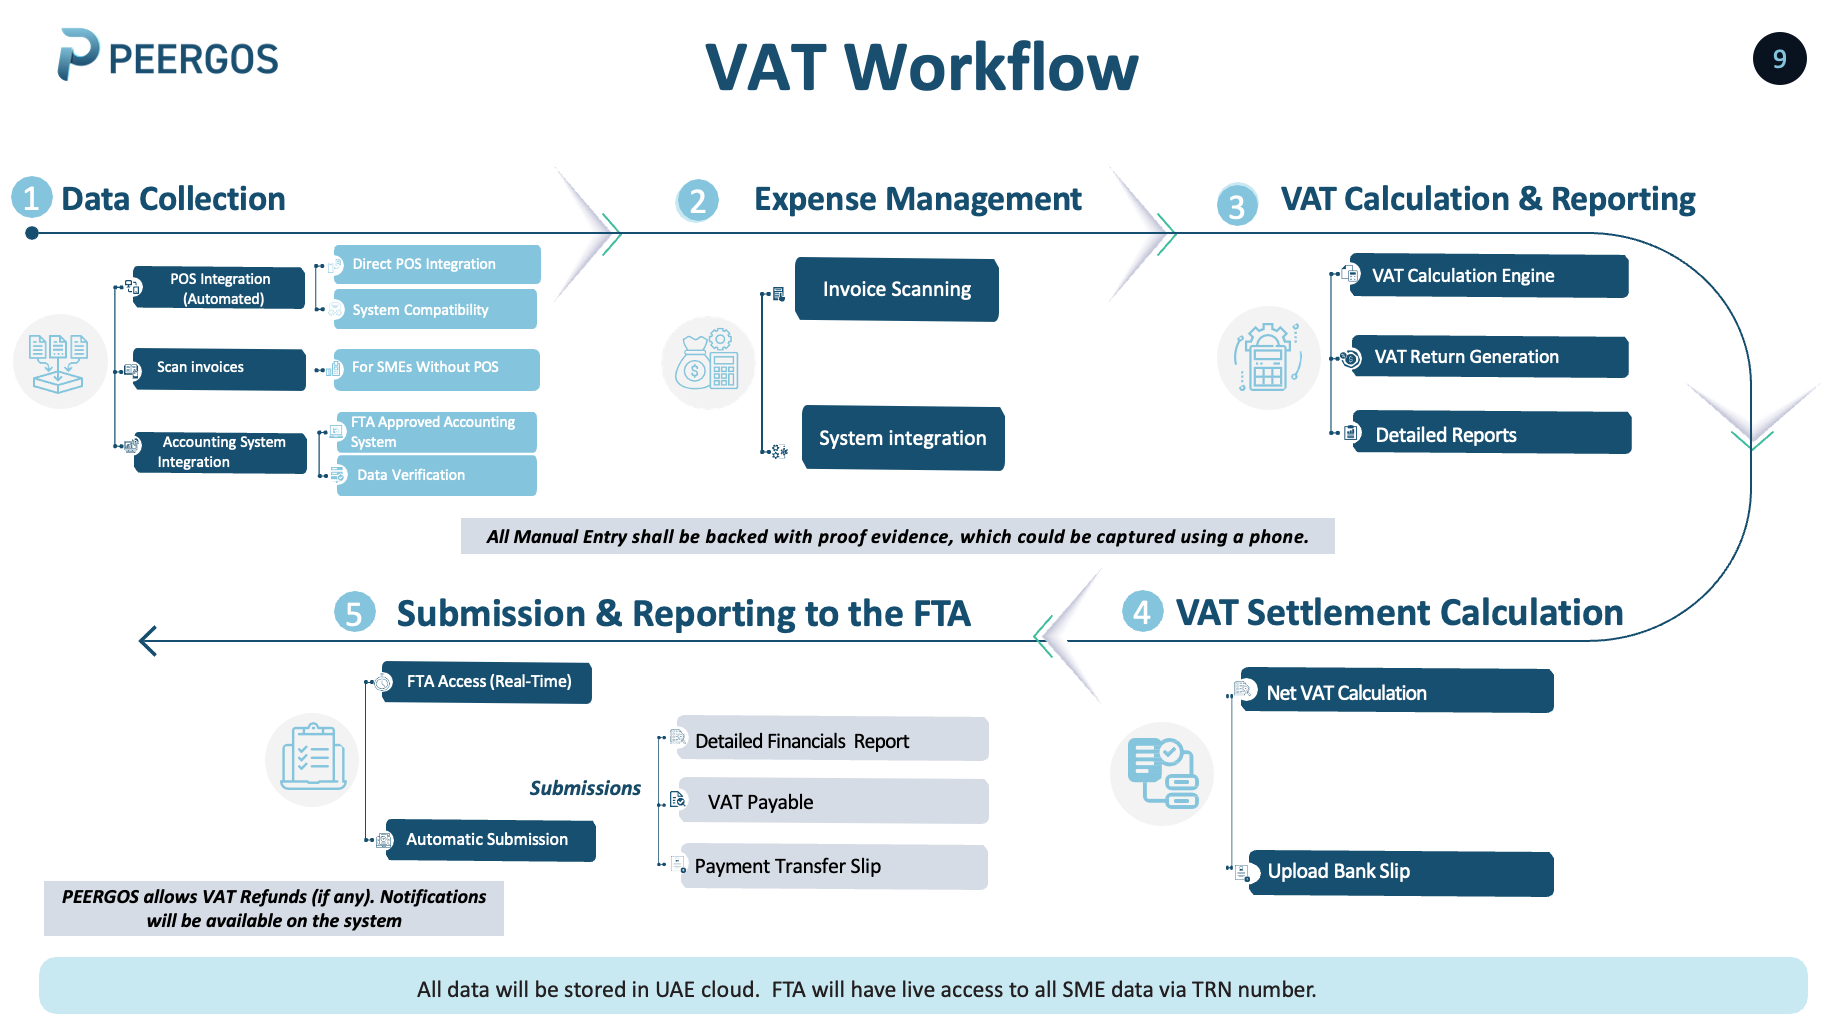 PEERGOS
VAT Workflow
9
1 Data Collection
2 Expense Management
3 VAT Calculation & Reporting
POS Integration
(Automated)
Direct POS Integration
System Compatibility
Scan invoices
For SMEs Without POS
Accounting System
Integration
FTA Approved Accounting
System
Data Verification
Invoice Scanning
System integration
VAT Calculation Engine
VAT Return Generation
Detailed Reports
All Manual Entry shall be backed with proof evidence, which could be captured using a phone.
4 VAT Settlement Calculation
Net VAT Calculation
Upload Bank Slip
5 Submission & Reporting to the FTA
FTA Access (Real-Time)
Automatic Submission
Submissions
Detailed Financials Report
VAT Payable
Payment Transfer Slip
PEERGOS allows VAT Refunds (if any). Notifications
will be available on the system
All data will be stored in UAE cloud. FTA will have live access to all SME data via TRN number.